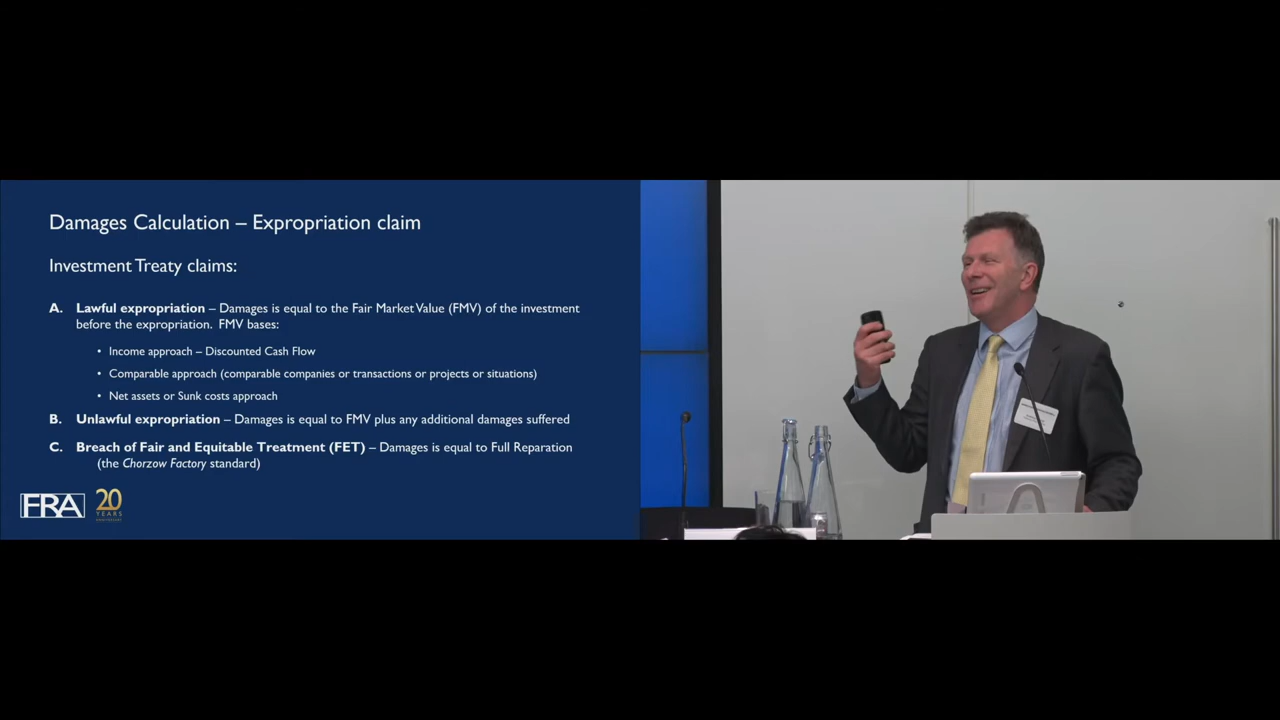 Damages Calculation – Expropriation claim
Investment Treaty claims:
A. Lawful expropriation – Damages is equal to the Fair Market Value (FMV) of the investment
before the expropriation. FMV bases:
• Income approach – Discounted Cash Flow
• Comparable approach (comparable companies or transactions or projects or situations)
• Net assets or Sunk costs approach
B. Unlawful expropriation – Damages is equal to FMV plus any additional damages suffered
C. Breach of Fair and Equitable Treatment (FET) – Damages is equal to Full Reparation
(the Chorzow Factory standard)
FRA
20
YEARS
ANNIVERSARY